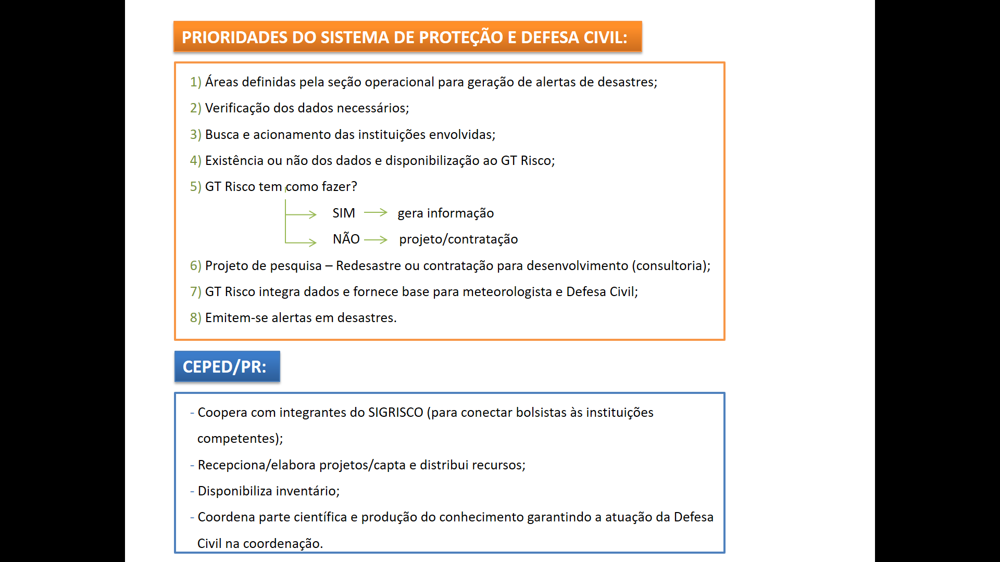 PRIORIDADES DO SISTEMA DE PROTEÇÃO E DEFESA CIVIL:
1) Áreas definidas pela seção operacional para geração de alertas de desastres;
2) Verificação dos dados necessários;
3) Busca e acionamento das instituições envolvidas;
4) Existência ou não dos dados e disponibilização ao GT Risco;
5) GT Risco tem como fazer?
SIM gera informação
NÃO projeto/contratação
6) Projeto de pesquisa – Redesastre ou contratação para desenvolvimento (consultoria);
7) GT Risco integra dados e fornece base para meteorologista e Defesa Civil;
8) Emitem-se alertas em desastres.
CEPED/PR:
- Coopera com integrantes do SIGRISCO (para conectar bolsistas às instituições
competentes);
- Recepciona/elabora projetos/capta e distribui recursos;
- Disponibiliza inventário;
- Coordena parte científica e produção do conhecimento garantindo a atuação da Defesa
Civil na coordenação.